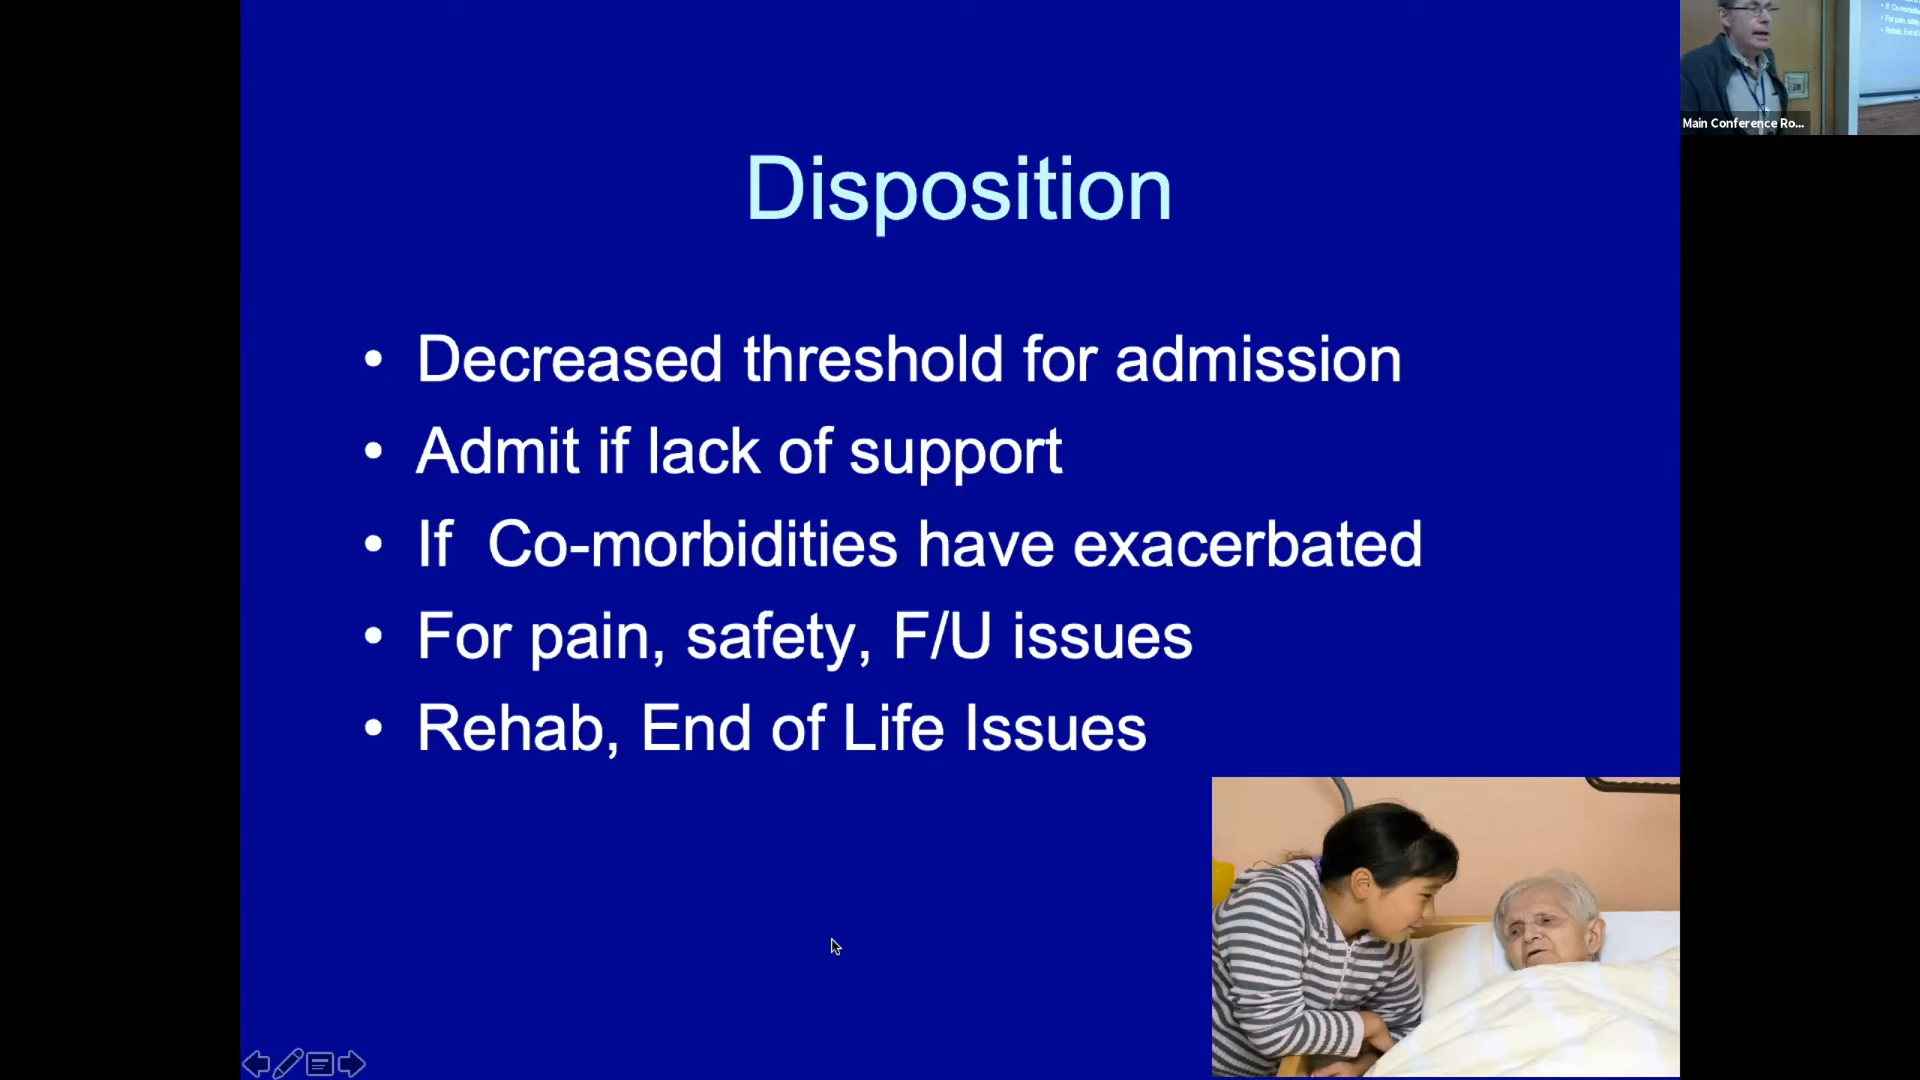 Disposition
• Decreased threshold for admission
• Admit if lack of support
• If  Co-morbidities have exacerbated
• For pain, safety, F/U issues
• Rehab, End of Life Issues
Main Conference Ro...